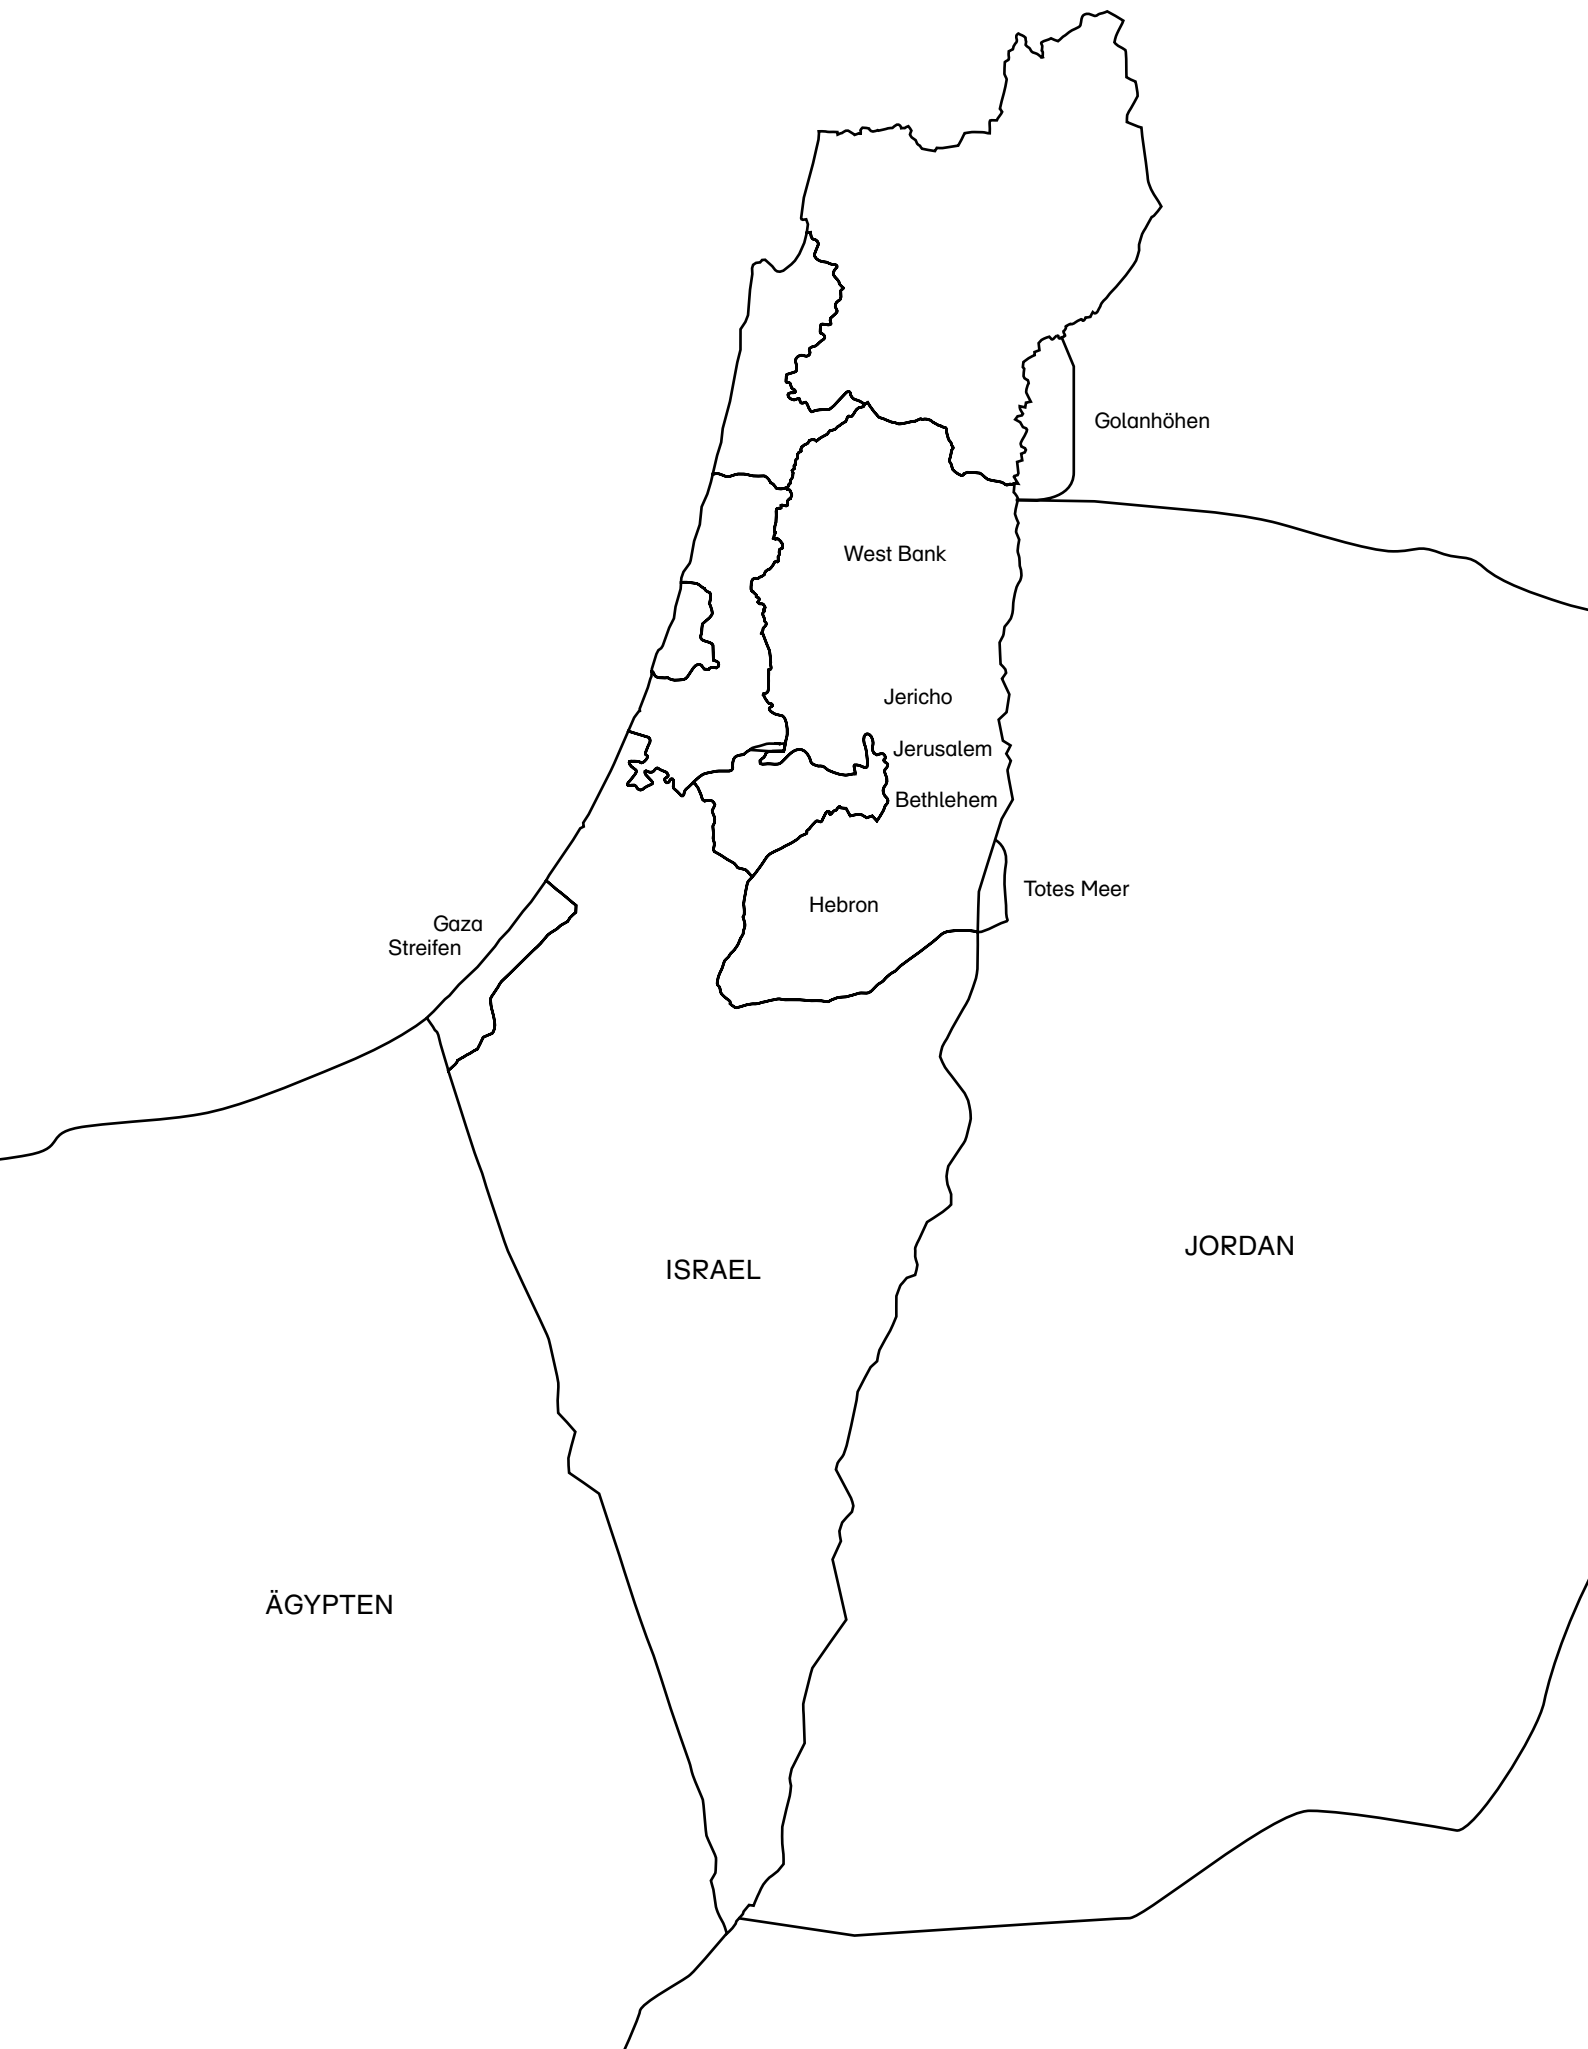 Golanhöhen
West Bank
Jericho
Jerusalem
Bethlehem
Totes Meer
Hebron
Gaza
Streifen
JORDAN
ISRAEL
ÄGYPTEN